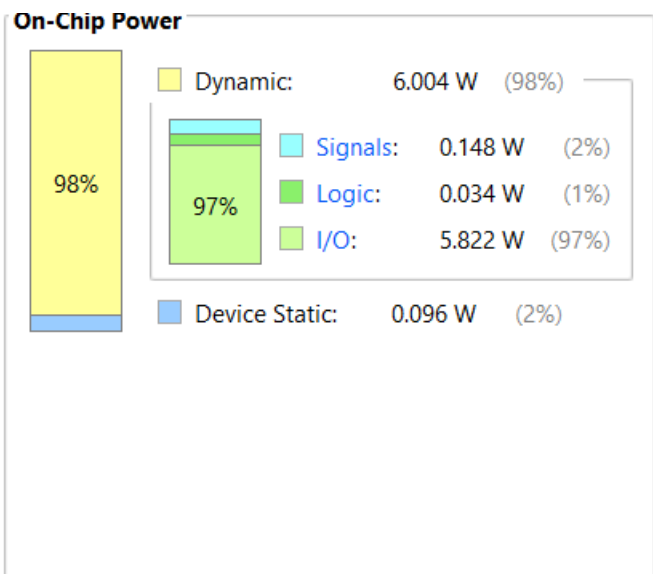 On-Chip Power
Dynamic: 6.004 W (98%)
98%
97%
Signals: 0.148 W (2%)
Logic: 0.034 W (1%)
I/O: 5.822 W (97%)
Device Static: 0.096 W (2%)